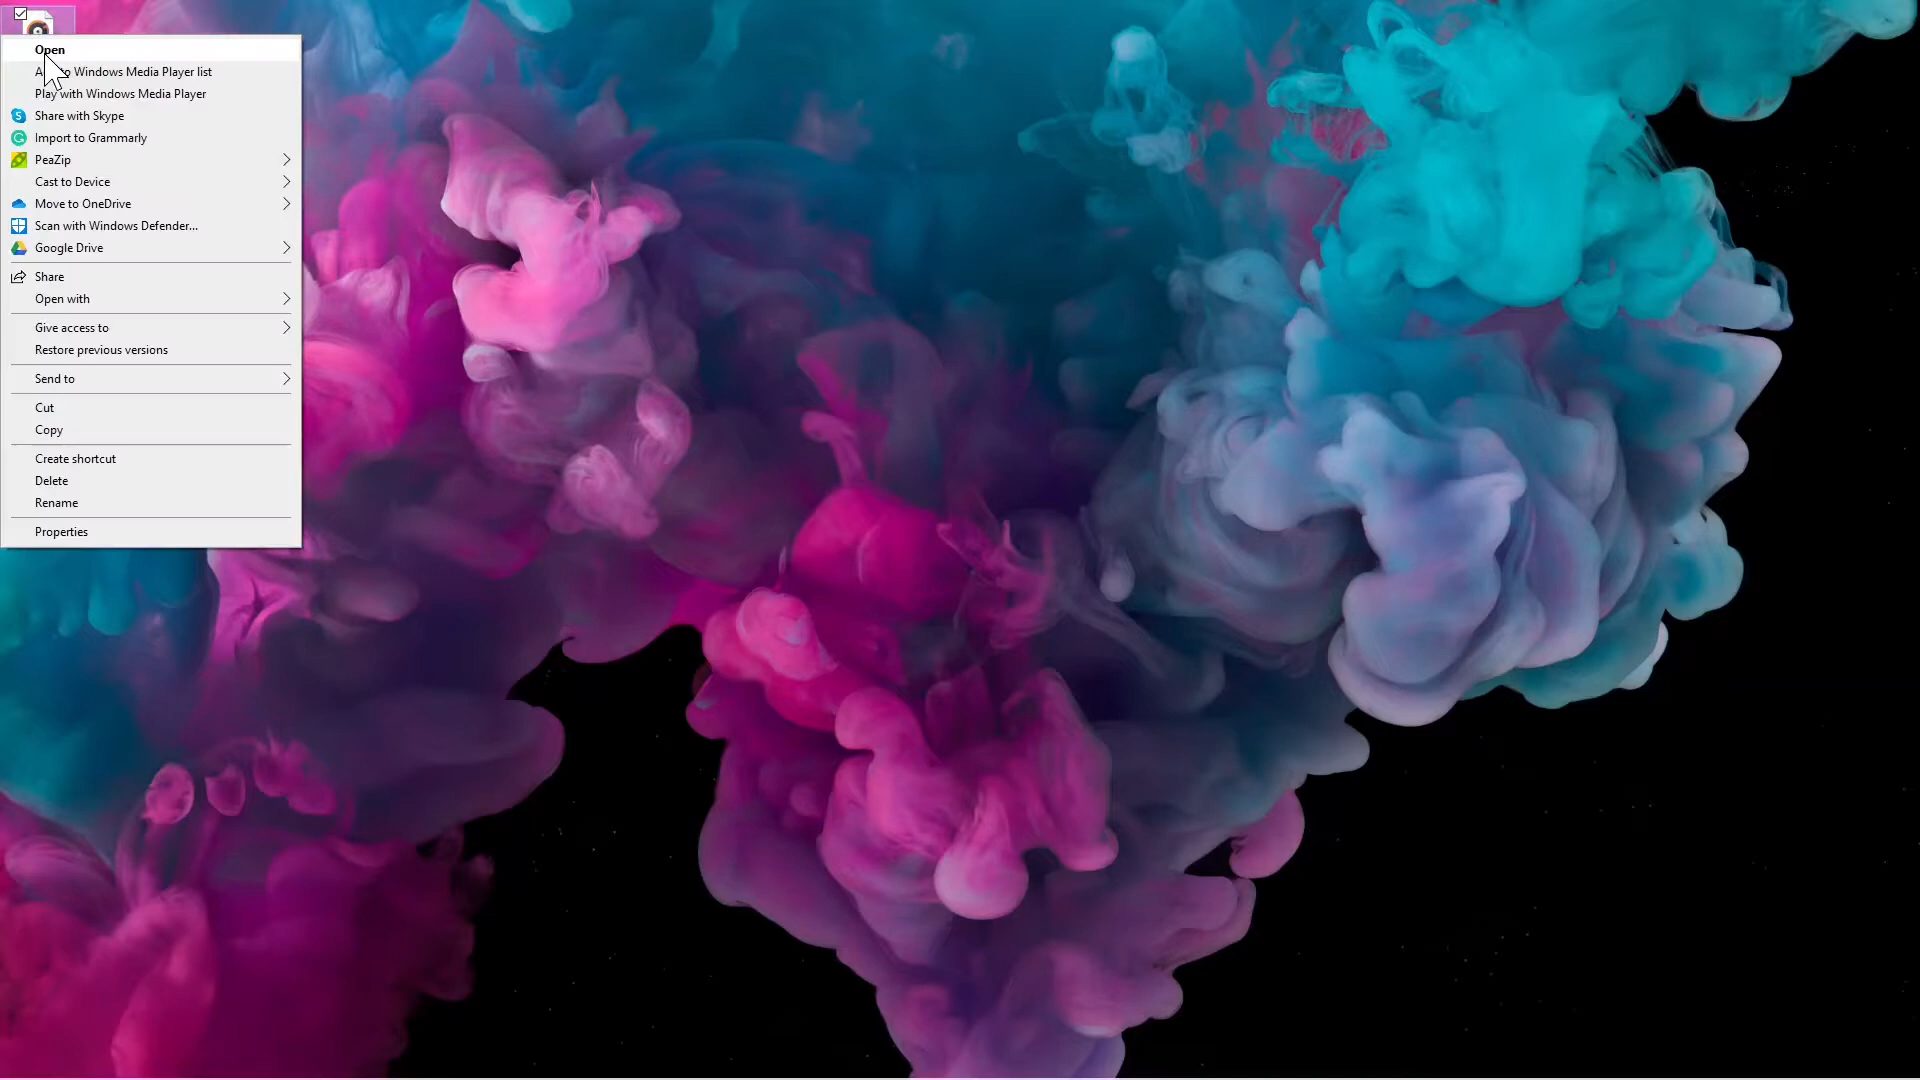 Open
to Windows Media Player list
Play with Windows Media Player
Share with Skype
Import to Grammarly
PeaZip
Cast to Device
Move to OneDrive
Scan with Windows Defender...
Google Drive
Share
Open with
Give access to
Restore previous versions
Send to
Cut
Copy
Create shortcut
Delete
Rename
Properties